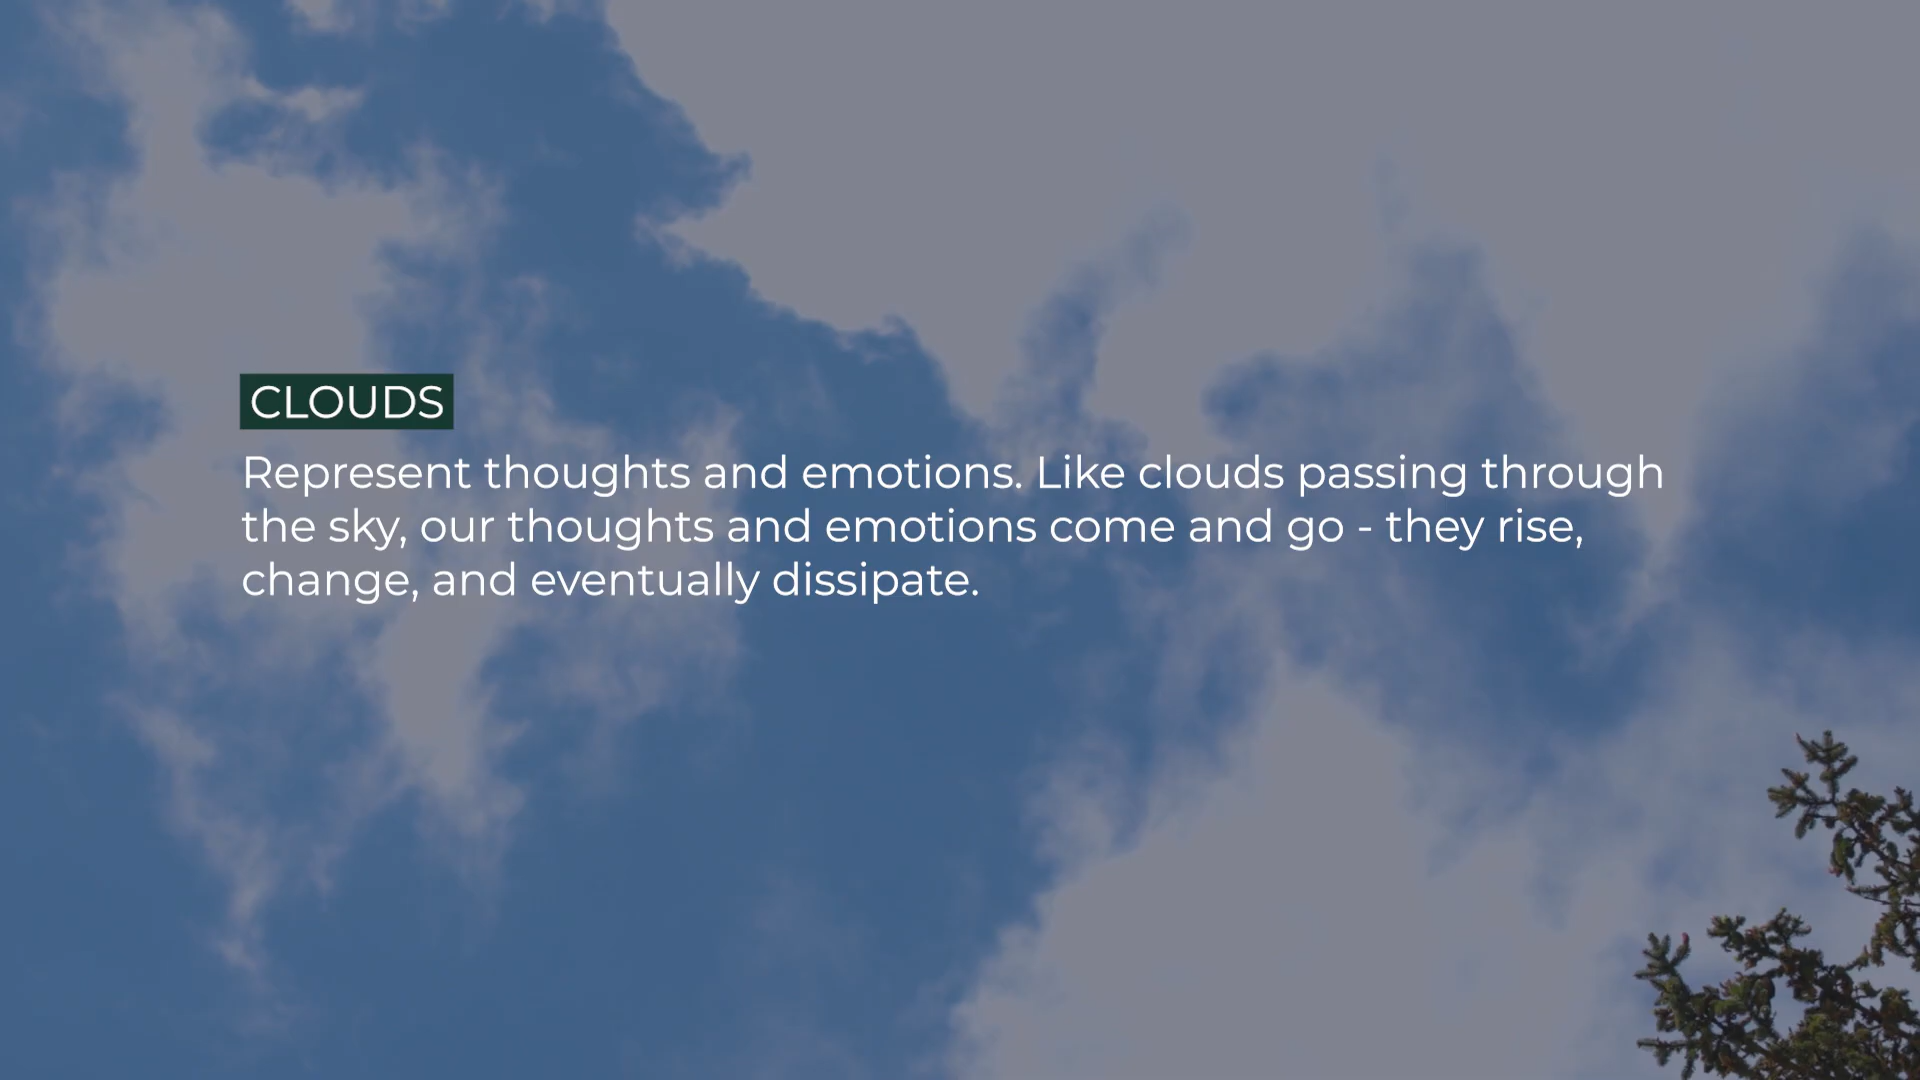 CLOUDS
Represent thoughts and emotions. Like clouds passing through
the sky, our thoughts and emotions come and go - they rise,
change, and eventually dissipate.